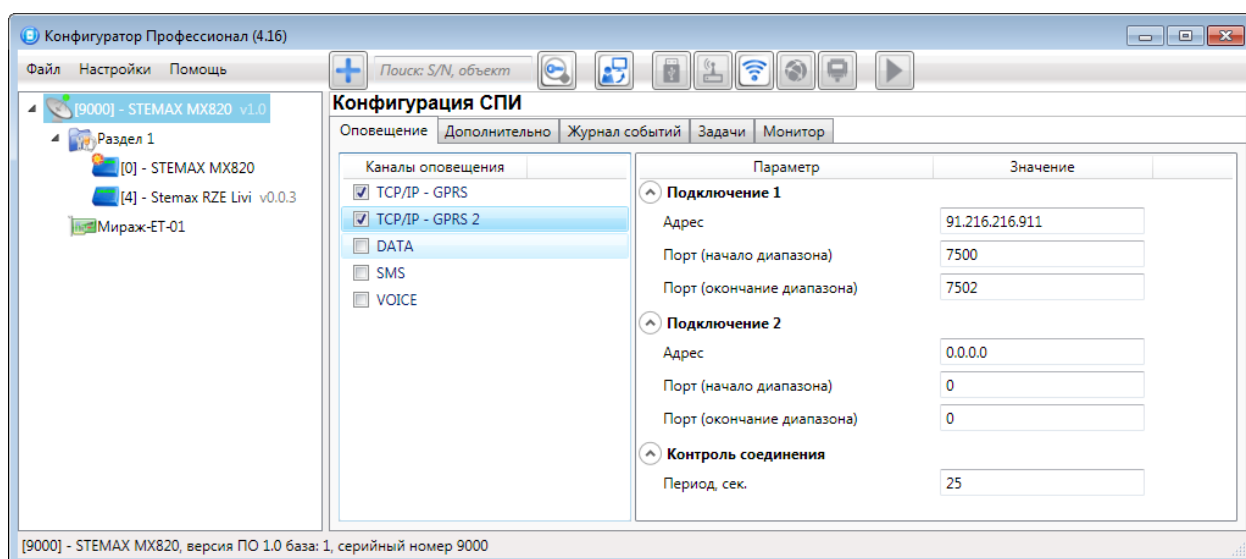 Конфигуратор Профессионал (4.16)
Файл Настройки Помощь
Поиск: S/N, объект
[9000] - STEMAX MX820 v1.0
Раздел 1
[0] - STEMAX MX820
[4] - Stemax RZE Livi v0.0.3
Мираж-ET-01
Конфигурация СПИ
Оповещение Дополнительно Журнал событий Задачи Монитор
Каналы оповещения
TCP/IP - GPRS
TCP/IP - GPRS 2
DATA
SMS
VOICE
Параметр Значение
Подключение 1
Адрес 91.216.216.911
Порт (начало диапазона) 7500
Порт (окончание диапазона) 7502
Подключение 2
Адрес 0.0.0.0
Порт (начало диапазона) 0
Порт (окончание диапазона) 0
Контроль соединения
Период, сек. 25
[9000] - STEMAX MX820, версия ПО 1.0 база: 1, серийный номер 9000